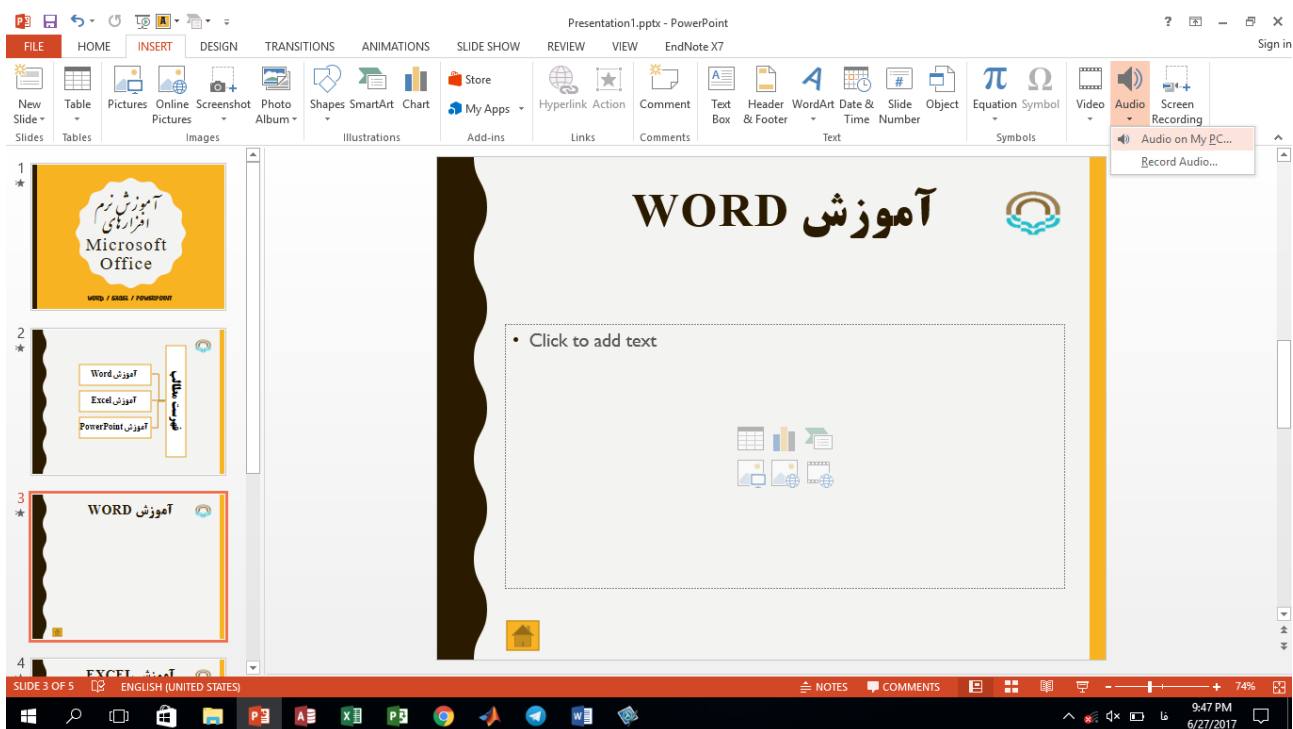 Presentation1.pptx - PowerPoint
FILE HOME INSERT DESIGN TRANSITIONS ANIMATIONS SLIDE SHOW REVIEW VIEW EndNote X7 Sign in
New Slide
Table
Pictures
Online Pictures
Screenshot
Photo Album
Shapes
SmartArt
Chart
Store
My Apps
Hyperlink
Action
Comment
Text Box
Header & Footer
WordArt
Date & Time
Slide Number
Object
Equation
Symbol
Video
Audio
Screen Recording
Slides Tables Images Illustrations Add-ins Links Comments Text Symbols
Audio on My PC...
Record Audio...
1
آموزش نرم
افزارهای
Microsoft
Office
WORD / EXCEL / POWERPOINT
2
فهرست مطالب
آموزش Word
آموزش Excel
آموزش PowerPoint
3
آموزش WORD
4
آموزش EXCEL
آموزش WORD
• Click to add text
SLIDE 3 OF 5 ENGLISH (UNITED STATES) NOTES COMMENTS 74%
فا
9:47 PM
6/27/2017